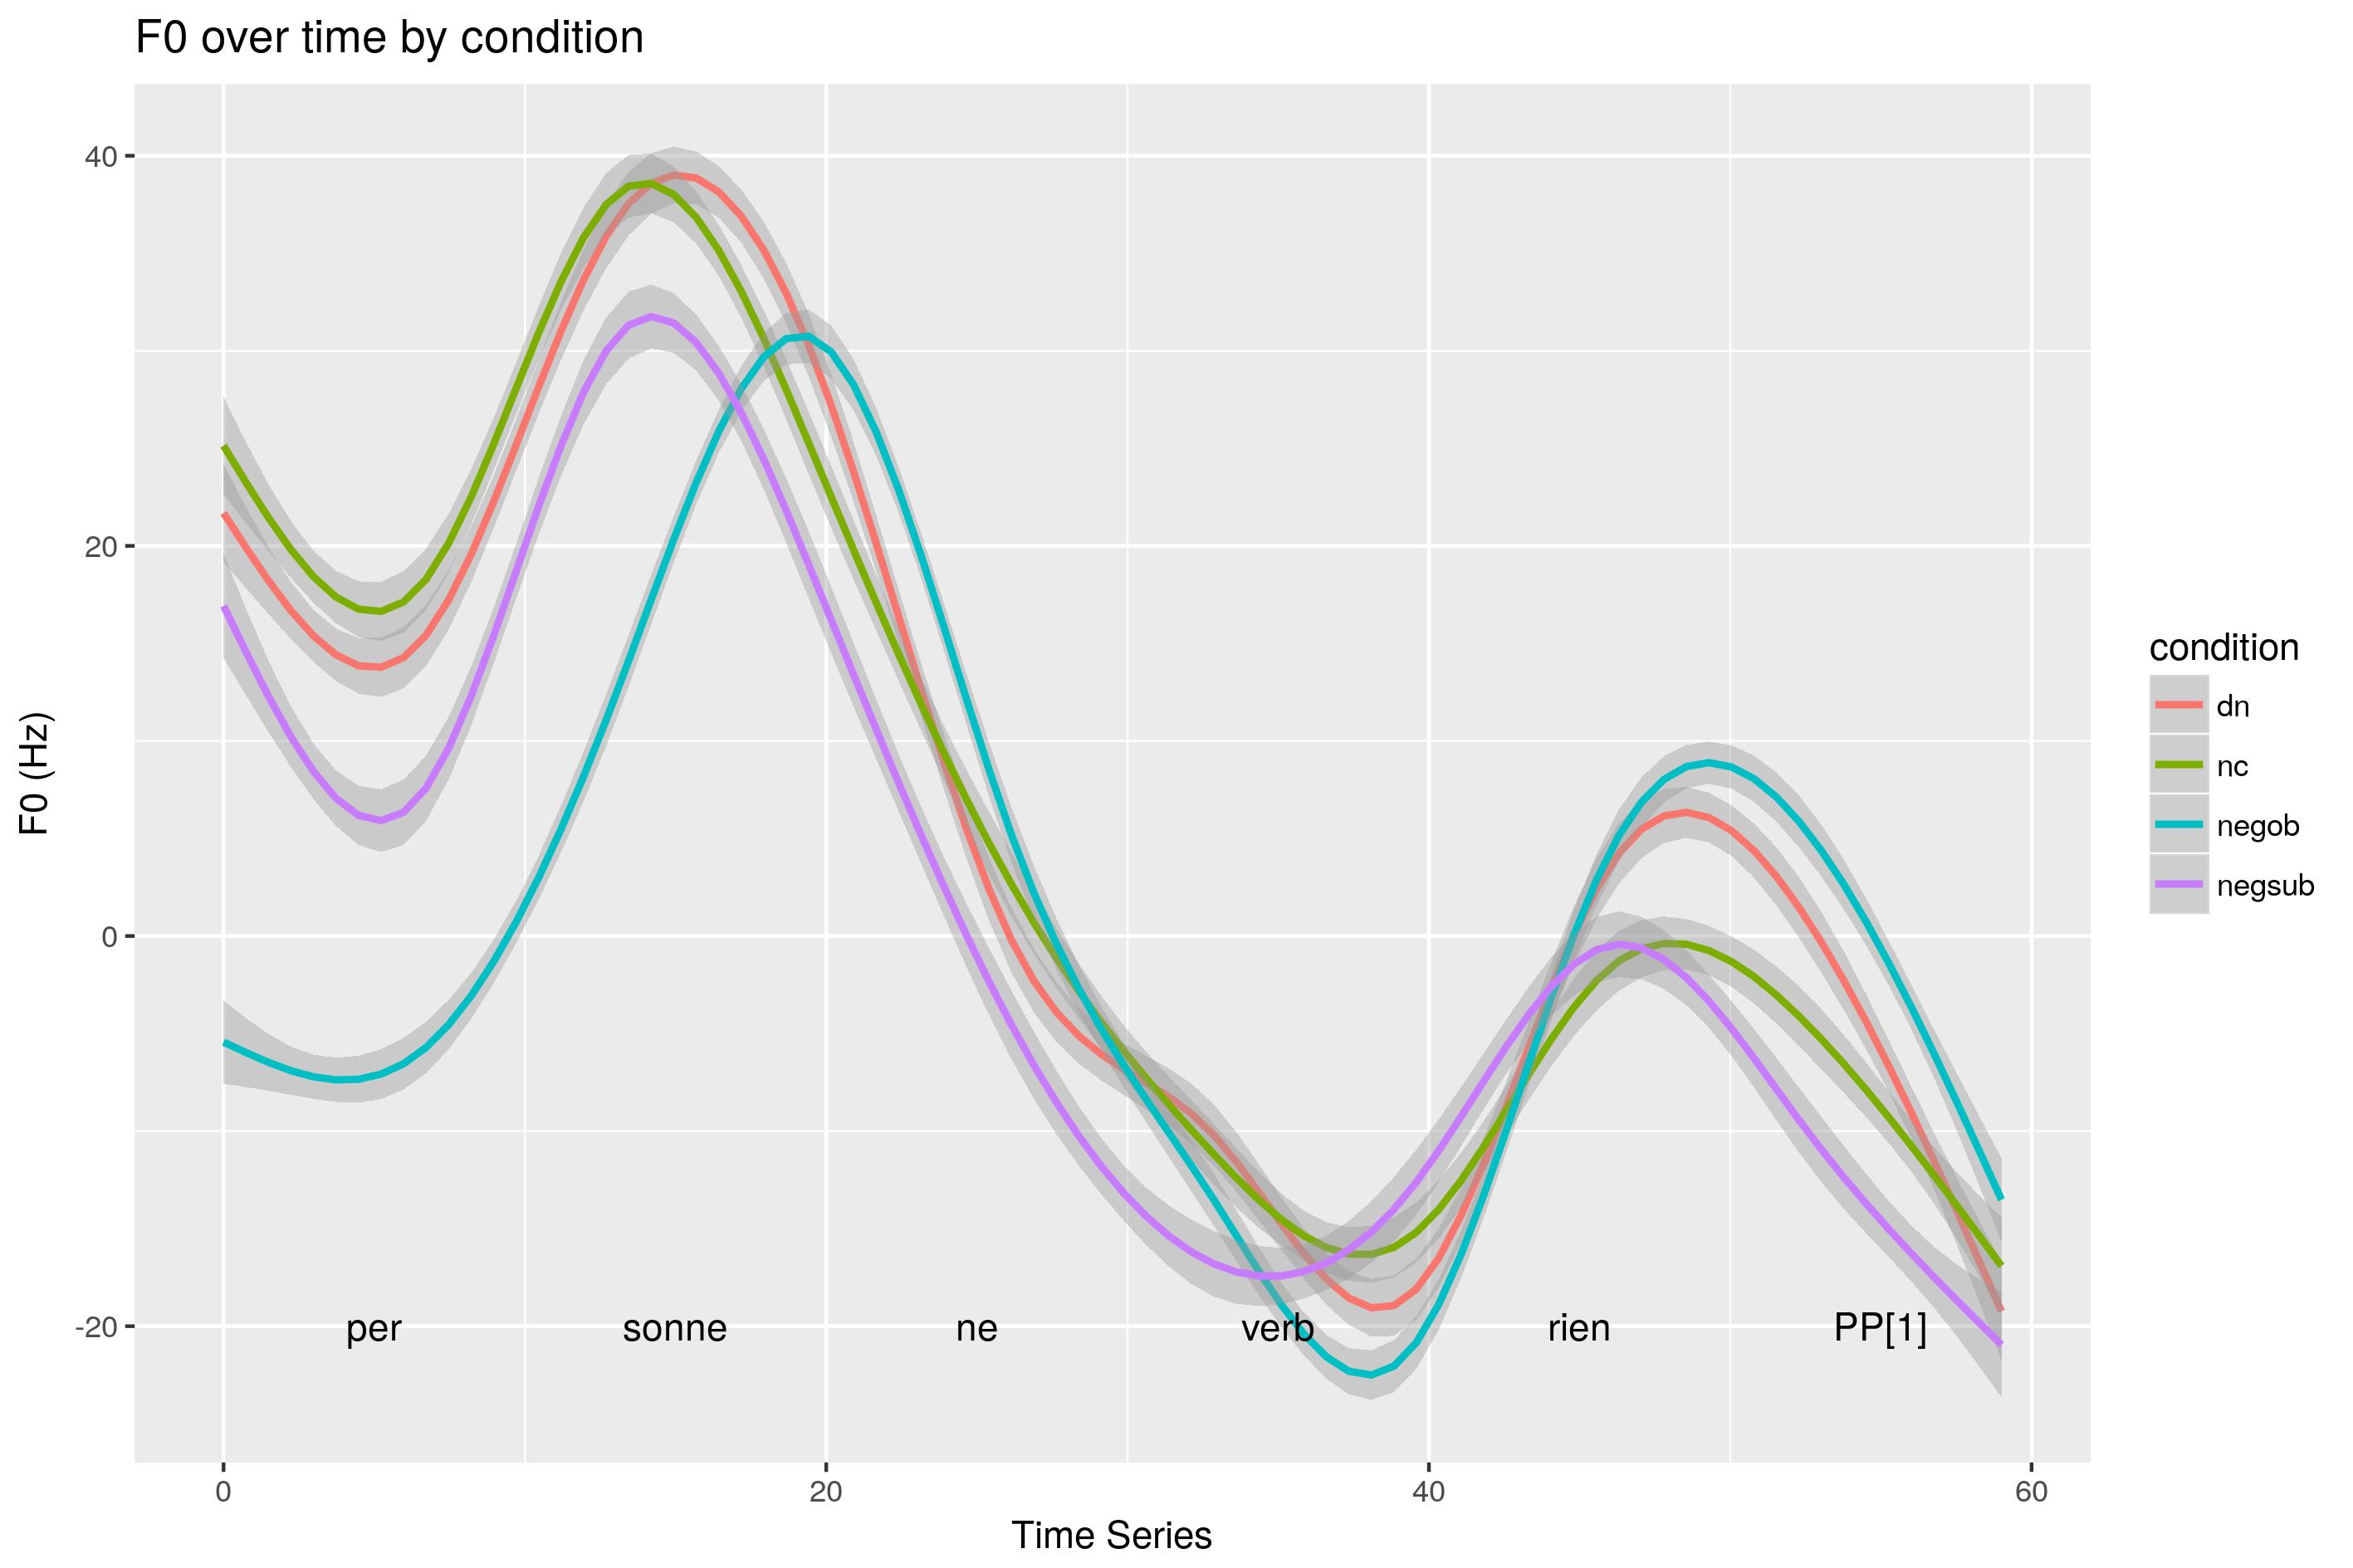 F0 over time by condition
40
20
0
-20
F0 (Hz)
per sonne ne verb rien PP[1]
0 20 40 60
Time Series
condition
dn
nc
negob
negsub